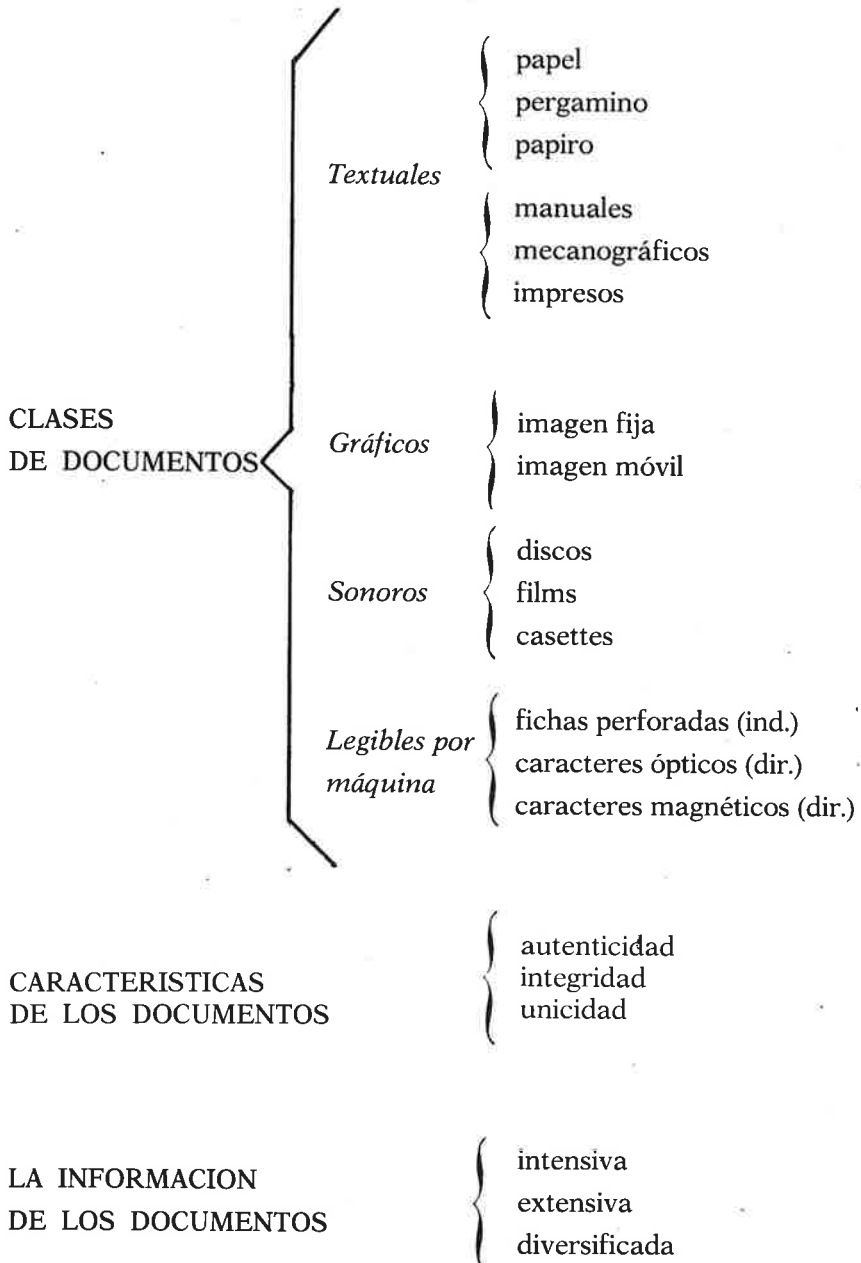 CLASES
DE DOCUMENTOS
Textuales
papel
pergamino
papiro
manuales
mecanográficos
impresos
Gráficos
imagen fija
imagen móvil
Sonoros
discos
films
casettes
Legibles por
máquina
fichas perforadas (ind.)
caracteres ópticos (dir.)
caracteres magnéticos (dir.)
CARACTERISTICAS
DE LOS DOCUMENTOS
autenticidad
integridad
unicidad
LA INFORMACION
DE LOS DOCUMENTOS
intensiva
extensiva
diversificada